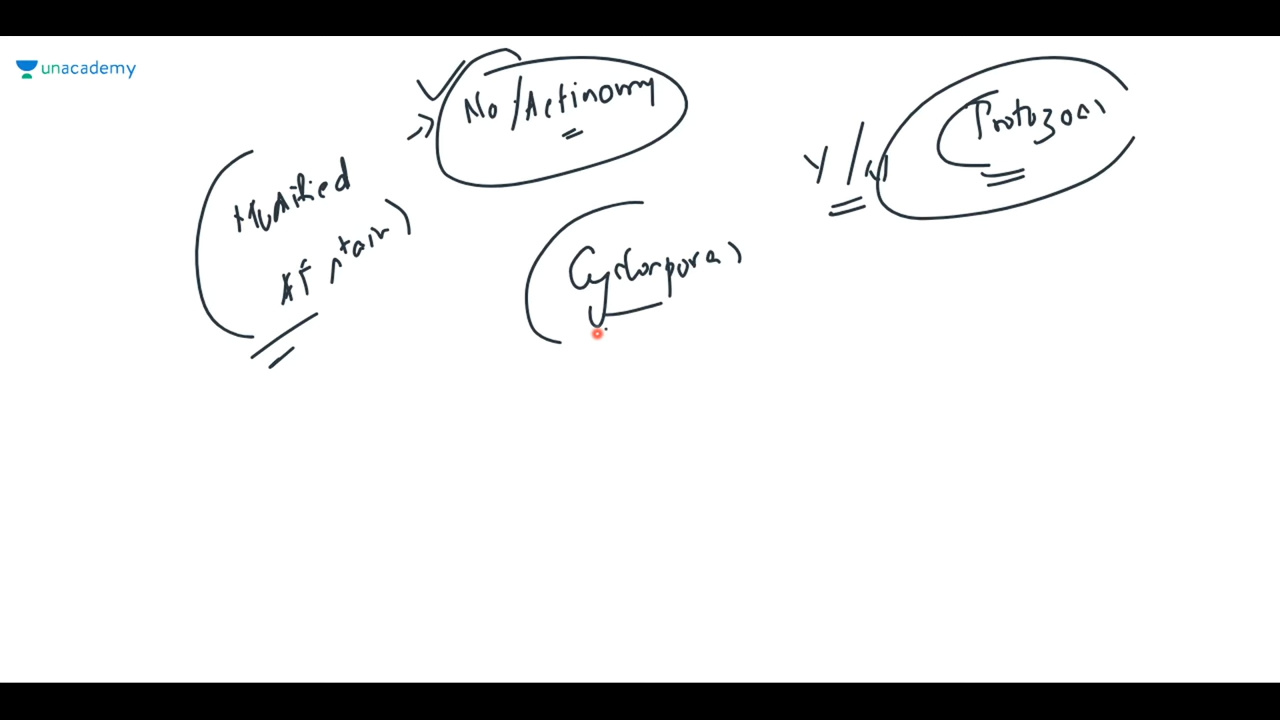 unacademy
No/Actinomy
Protozoa
Y/N
Modified
AF stain)
Cyclospora)